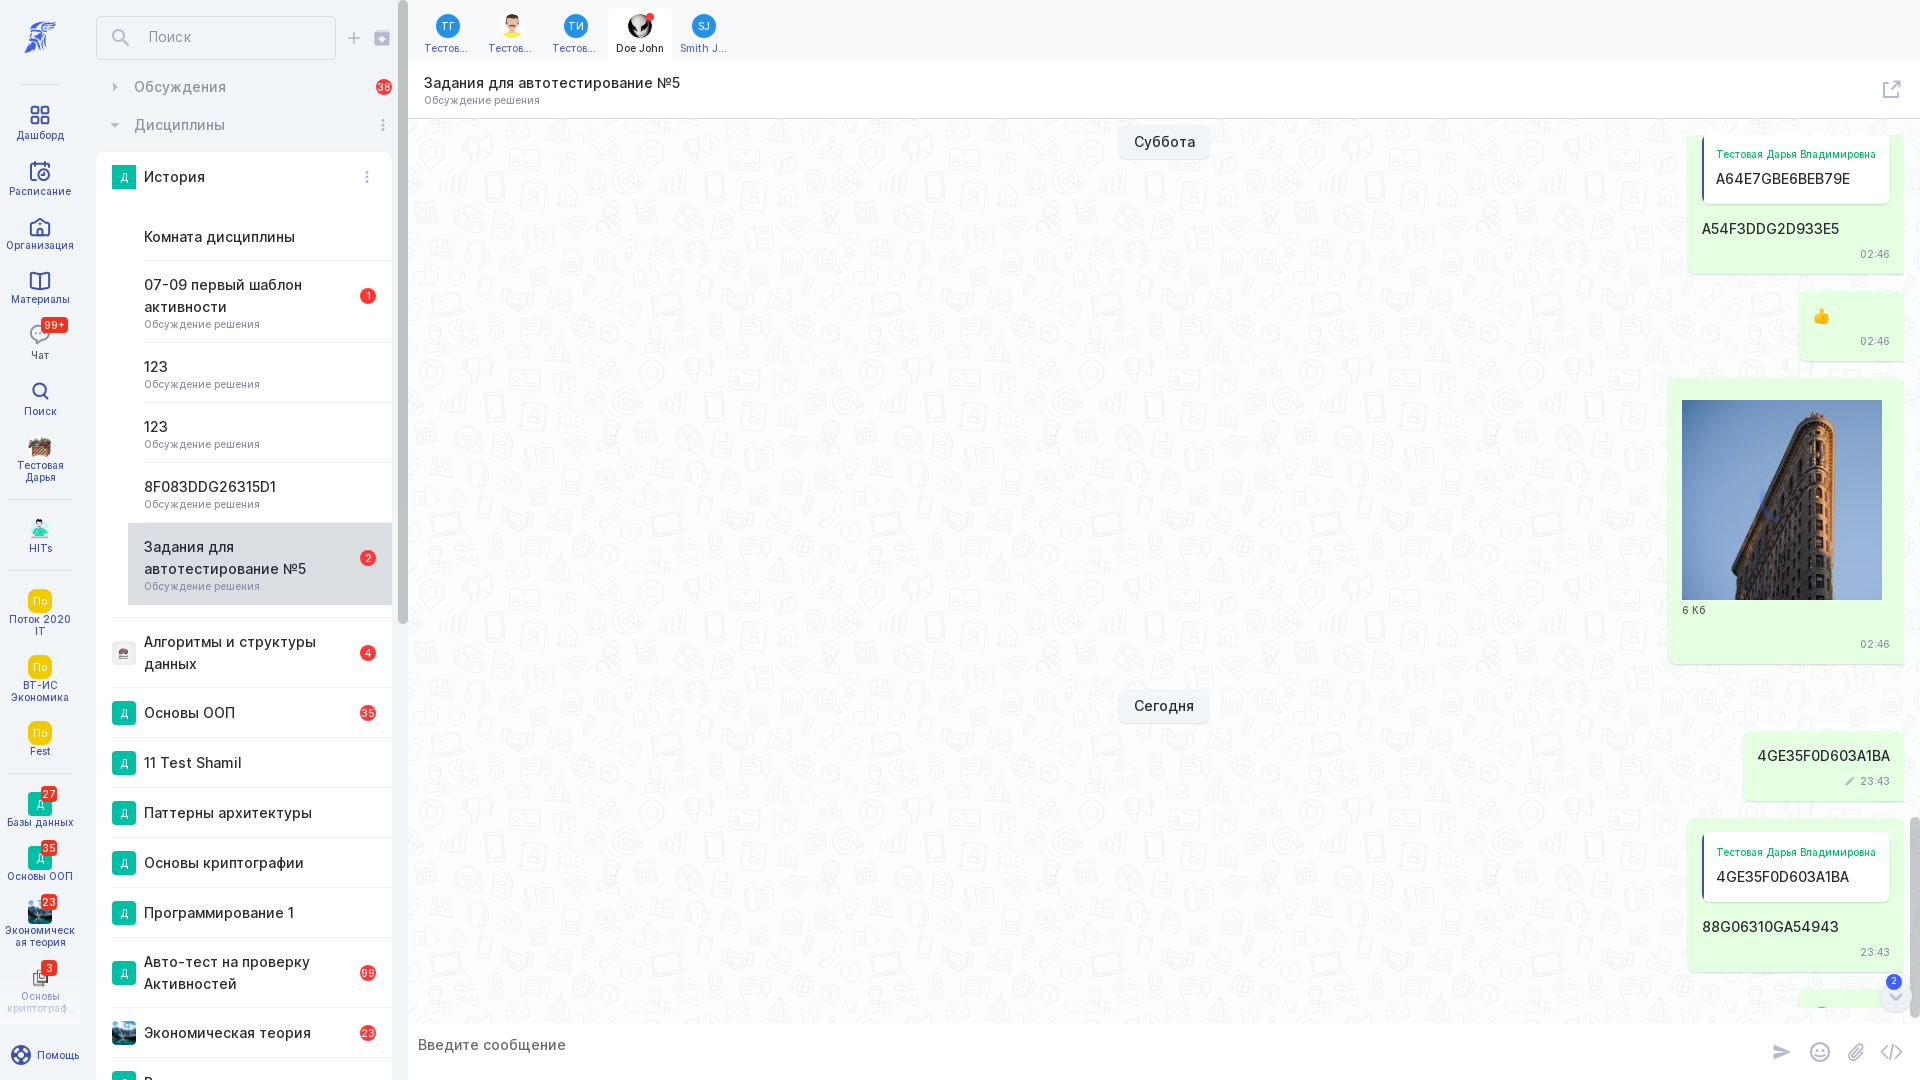 Дашборд
Расписание
Организация
Материалы
99+
Чат
Поиск
Тестовая
Дарья
HITs
По
Поток 2020
IT
По
ВТ-ИС
Экономика
По
Fest
27
Д
Базы данных
35
Д
Основы ООП
23
Экономическ
ая теория
3
Основы
криптограф...
Помощь
Поиск
Обсуждения
38
Дисциплины
Д
История
Комната дисциплины
07-09 первый шаблон
активности
Обсуждение решения
1
123
Обсуждение решения
123
Обсуждение решения
8F083DDG26315D1
Обсуждение решения
Задания для
автотестирование №5
Обсуждение решения
2
Алгоритмы и структуры
данных
4
Д
Основы ООП
35
Д
11 Test Shamil
Д
Паттерны архитектуры
Д
Основы криптографии
Д
Программирование 1
Д
Авто-тест на проверку
Активностей
99
Экономическая теория
23
ТГ
Тестов...
Тестов...
ТИ
Тестов...
Doe John
SJ
Smith J...
Задания для автотестирование №5
Обсуждение решения
Суббота
Тестовая Дарья Владимировна
A64E7GBE6BEB79E
A54F3DDG2D933E5
02:46
👍
02:46
6 Кб
02:46
Сегодня
4GE35F0D603A1BA
23:43
Тестовая Дарья Владимировна
4GE35F0D603A1BA
88G06310GA54943
23:43
2
Введите сообщение